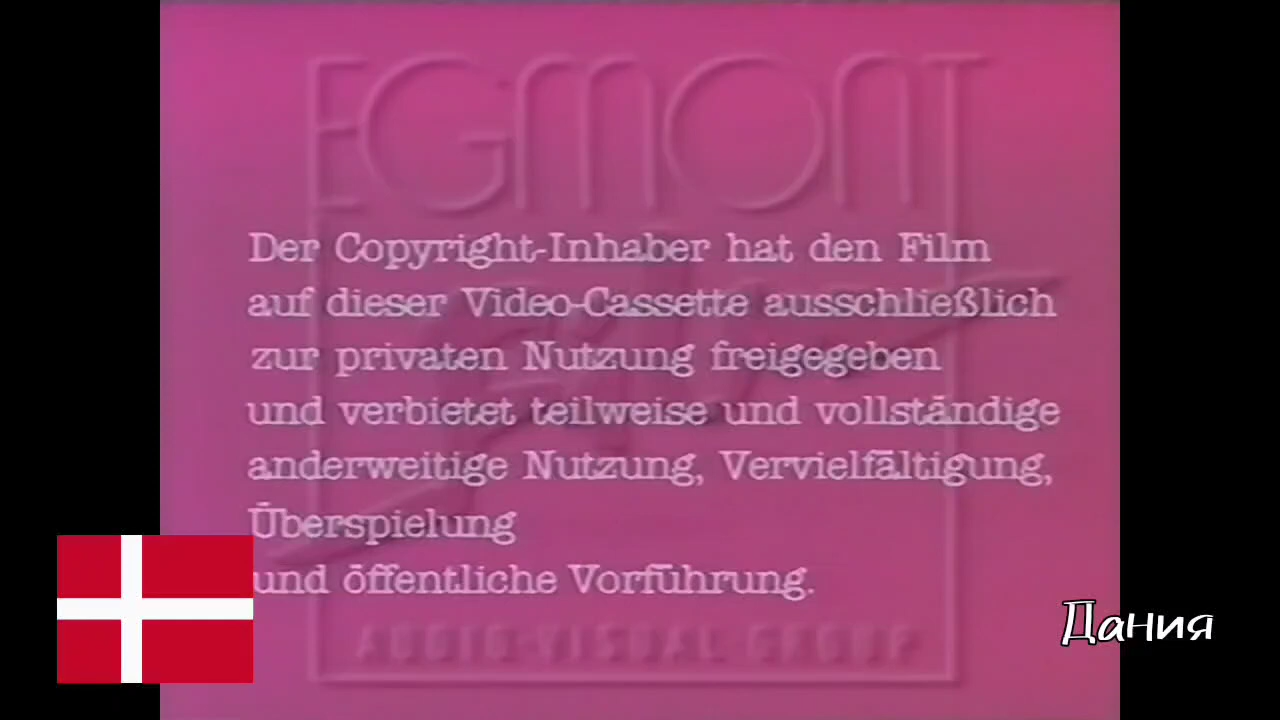 EGMONT
Der Copyright-Inhaber hat den Film
auf dieser Video-Cassette ausschließlich
zur privaten Nutzung freigegeben
und verbietet teilweise und vollständige
anderweitige Nutzung, Vervielfältigung,
Überspielung
und öffentliche Vorführung.
Дания
AUDIO-VISUAL GROUP